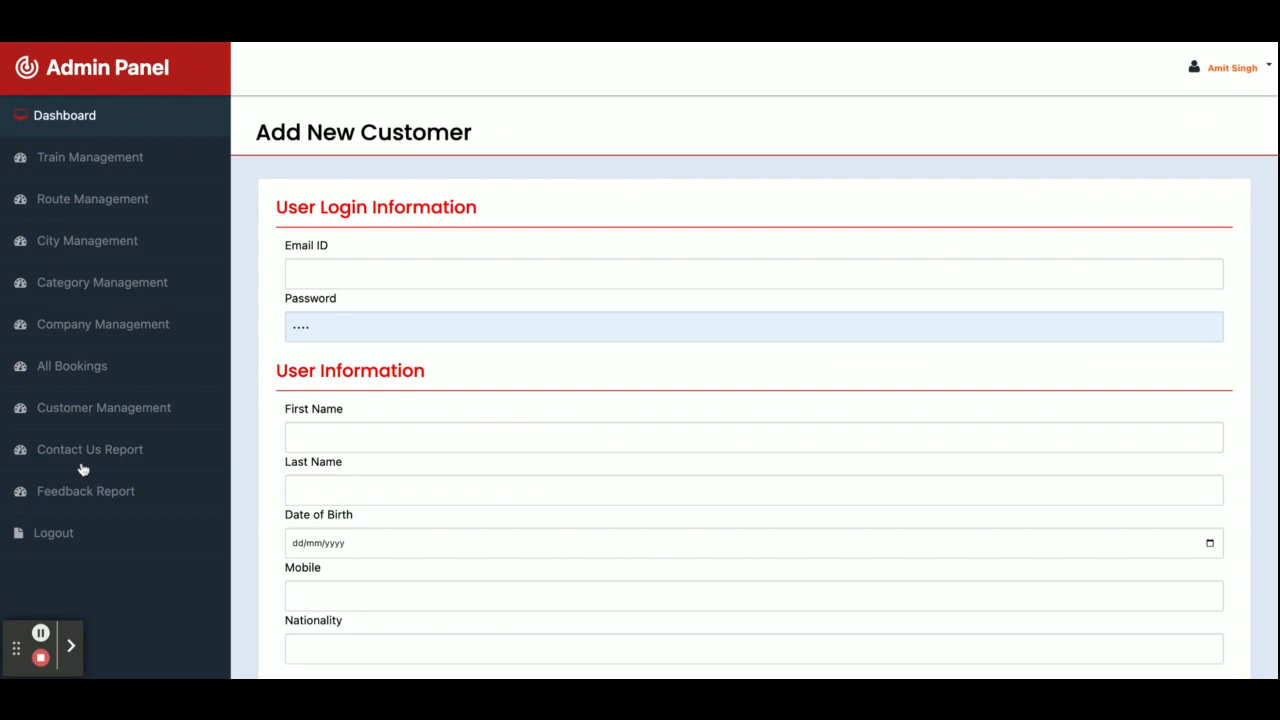 Admin Panel
Amit Singh
Dashboard
Train Management
Route Management
City Management
Category Management
Company Management
All Bookings
Customer Management
Contact Us Report
Feedback Report
Logout
Add New Customer
User Login Information
Email ID
Password
····
User Information
First Name
Last Name
Date of Birth
dd/mm/yyyy
Mobile
Nationality